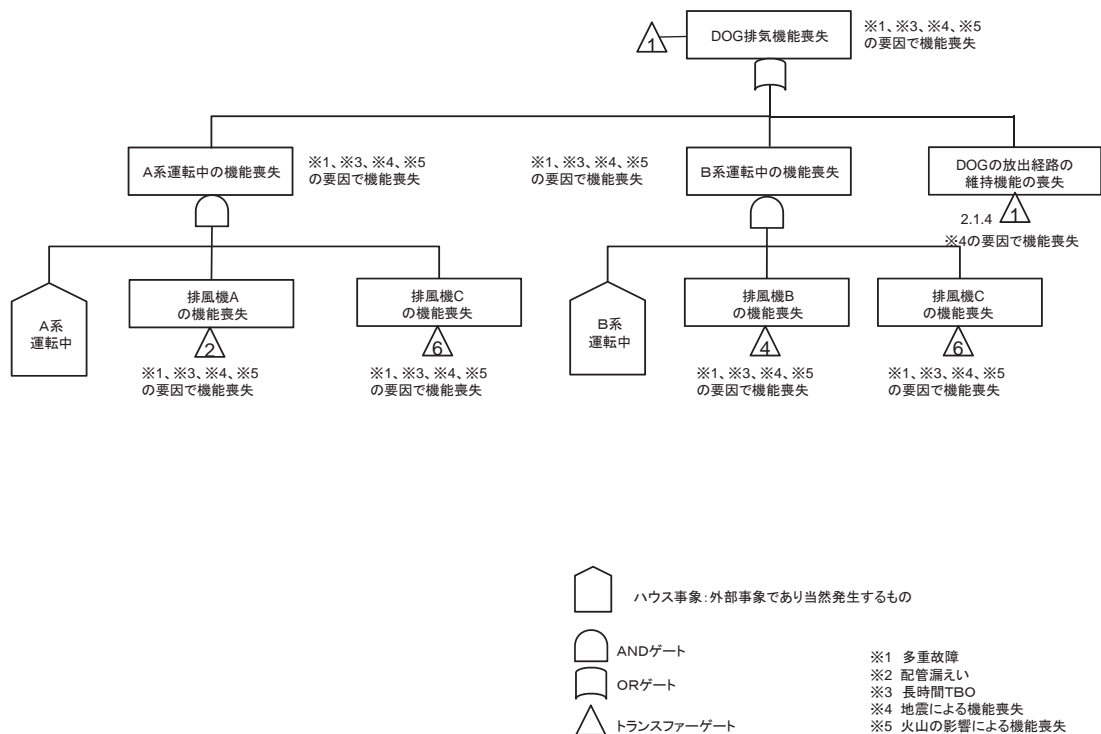 DOG排気機能喪失
※1、※3、※4、※5
の要因で機能喪失
1
A系運転中の機能喪失
※1、※3、※4、※5
の要因で機能喪失
※1、※3、※4、※5
の要因で機能喪失
B系運転中の機能喪失
DOGの放出経路の
維持機能の喪失
2.1.4
1
※4の要因で機能喪失
A系
運転中
排風機A
の機能喪失
2
※1、※3、※4、※5
の要因で機能喪失
排風機C
の機能喪失
6
※1、※3、※4、※5
の要因で機能喪失
B系
運転中
排風機B
の機能喪失
4
※1、※3、※4、※5
の要因で機能喪失
排風機C
の機能喪失
6
※1、※3、※4、※5
の要因で機能喪失
ハウス事象:外部事象であり当然発生するもの
ANDゲート
ORゲート
トランスファーゲート
※1 多重故障
※2 配管漏えい
※3 長時間TBO
※4 地震による機能喪失
※5 火山の影響による機能喪失